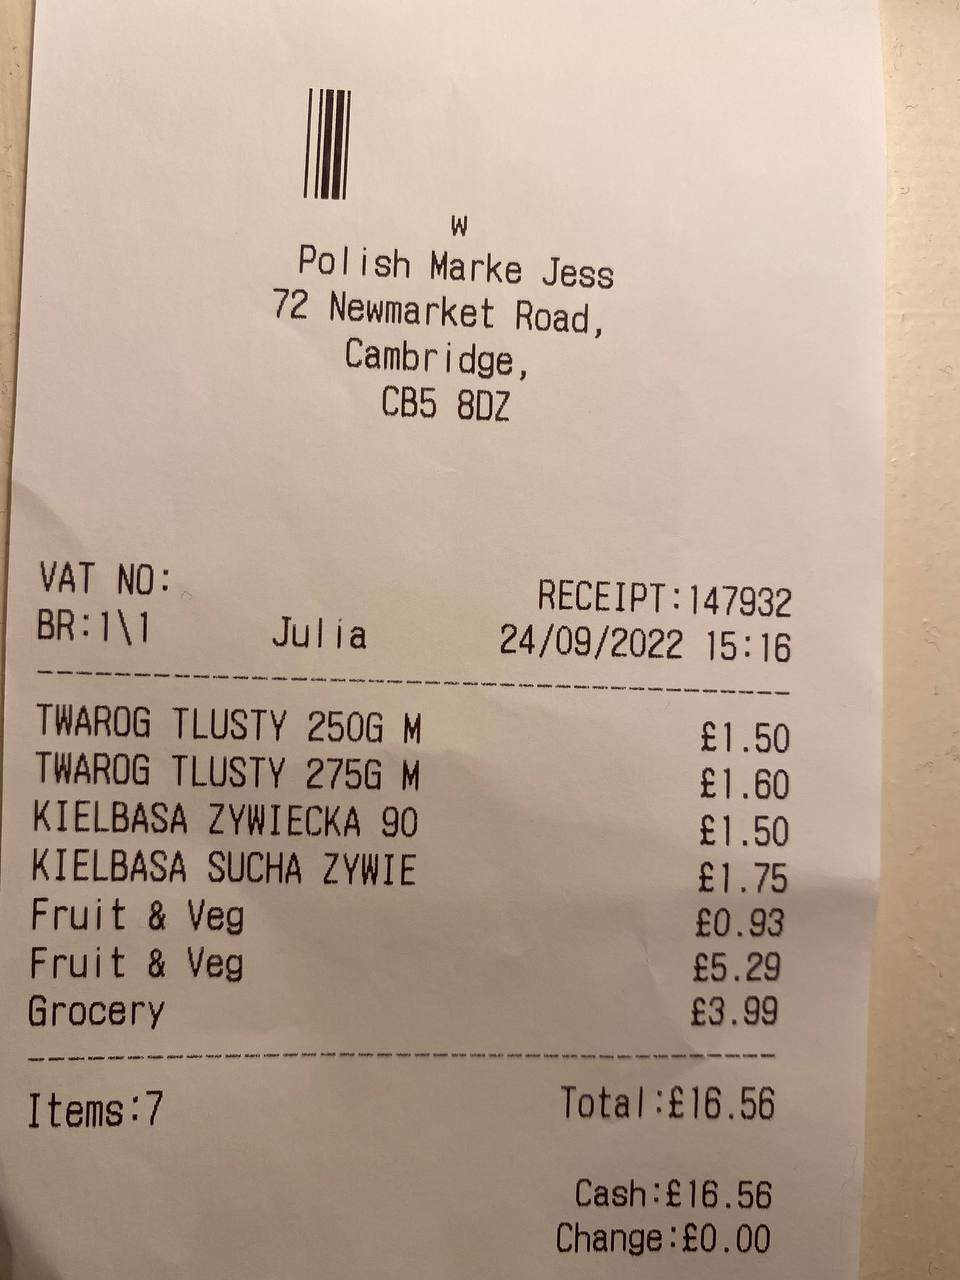 W
Polish Marke Jess
72 Newmarket Road,
Cambridge,
CB5 8DZ
VAT NO:
RECEIPT:147932
BR:1\1 Julia 24/09/2022 15:16
TWAROG TLUSTY 250G M £1.50
TWAROG TLUSTY 275G M £1.60
KIELBASA ZYWIECKA 90 £1.50
KIELBASA SUCHA ZYWIE £1.75
Fruit & Veg £0.93
Fruit & Veg £5.29
Grocery £3.99
Items:7 Total:£16.56
Cash:£16.56
Change:£0.00